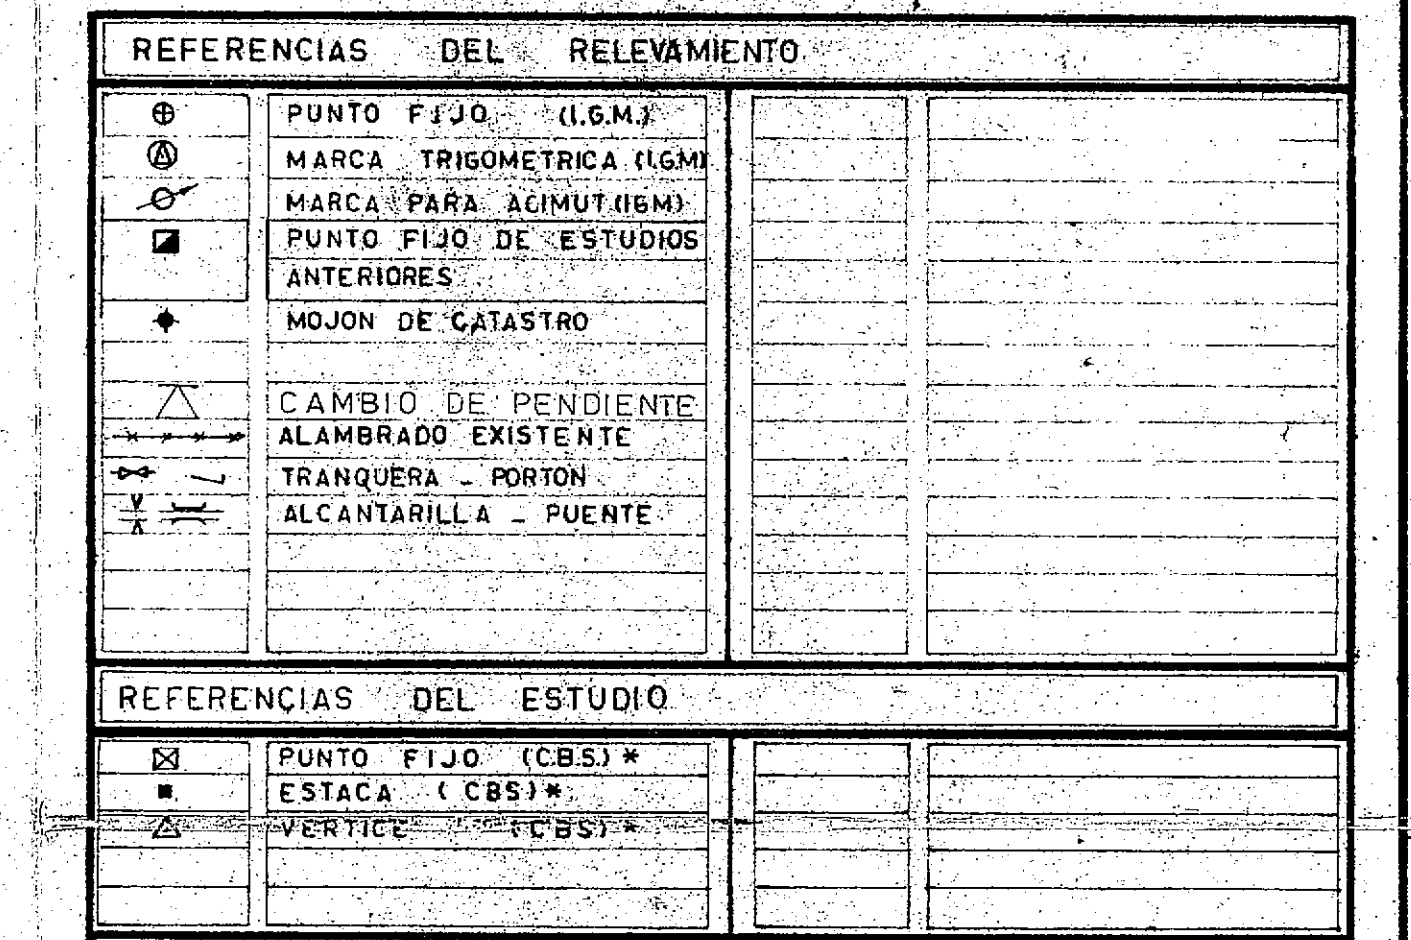 REFERENCIAS DEL RELEVAMIENTO
PUNTO FIJO (I.G.M.)
MARCA TRIGOMETRICA (I.GM)
MARCA PARA ACIMUT (IGM)
PUNTO FIJO DE ESTUDIOS
ANTERIORES
MOJON DE CATASTRO
CAMBIO DE PENDIENTE
ALAMBRADO EXISTENTE
TRANQUERA - PORTON
ALCANTARILLA - PUENTE
REFERENCIAS DEL ESTUDIO
PUNTO FIJO (C.B.S.) *
ESTACA (CBS) *
VERTICE (CBS) *